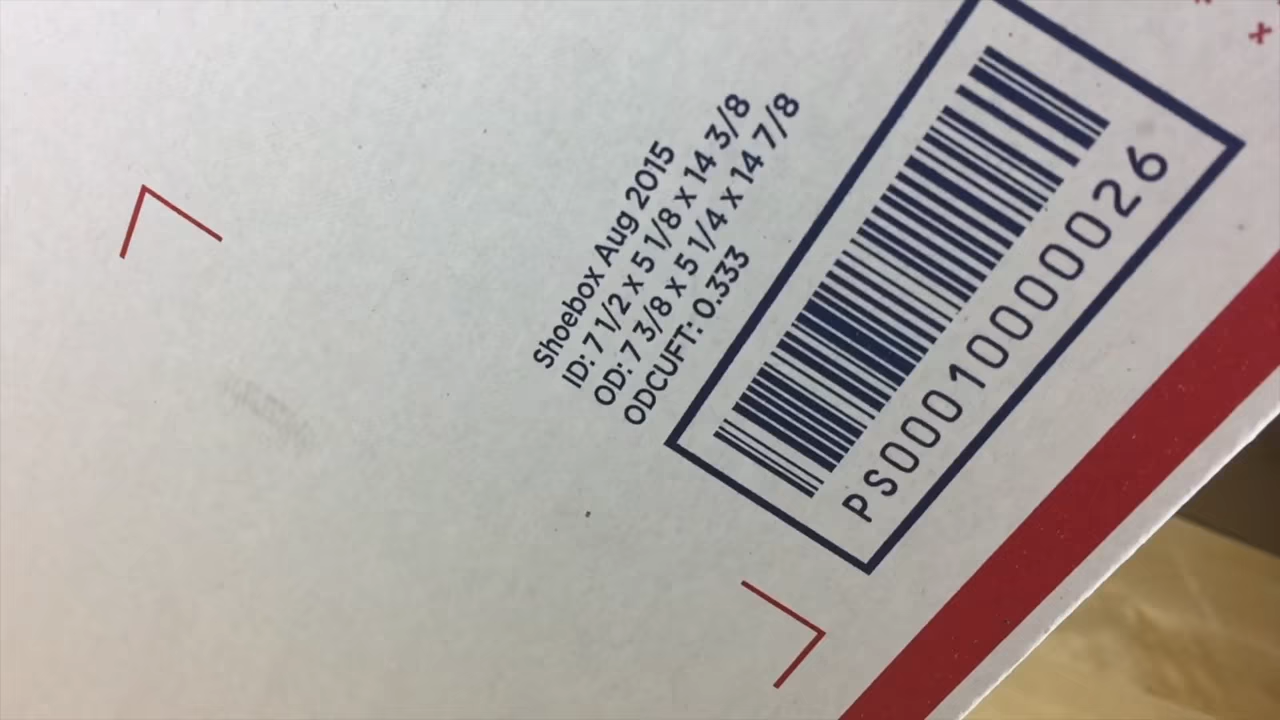 Shoebox Aug 2015
ID: 7 1/2 x 5 1/8 x 14 3/8
OD: 7 3/8 x 5 1/4 x 14 7/8
ODCUFT: 0.333
PS00010000026